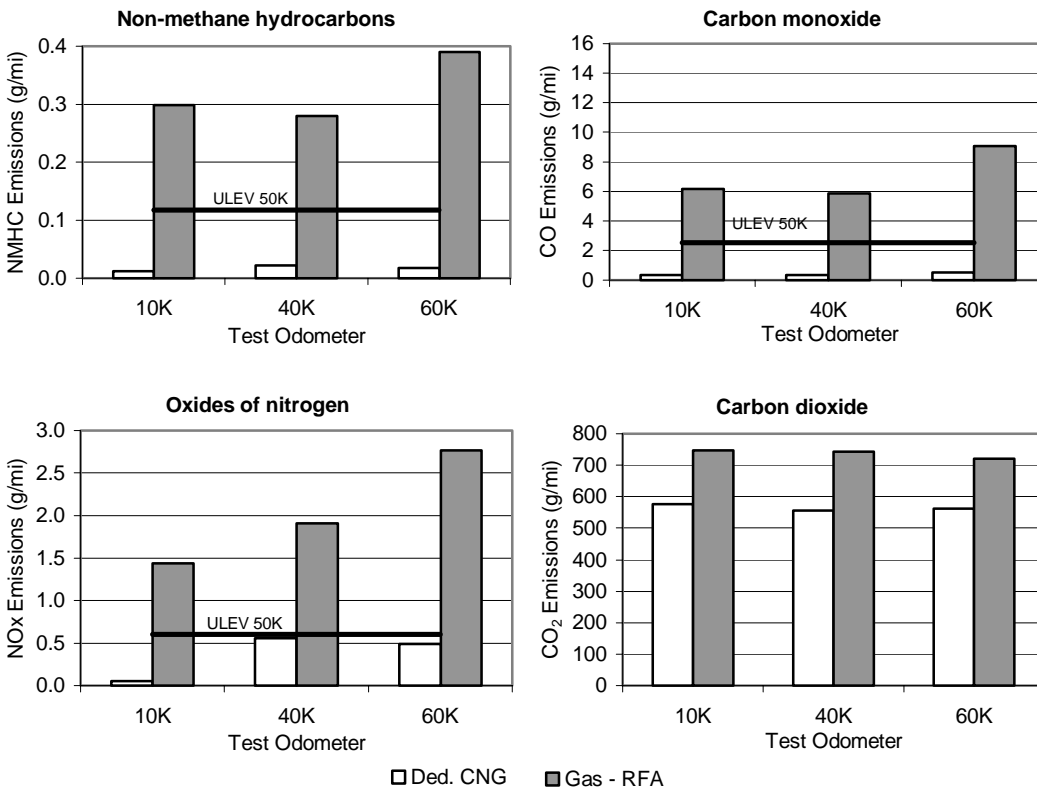 Non-methane hydrocarbons
NMHC Emissions (g/mi)
0.4
0.3
0.2
0.1
0.0
ULEV 50K
10K
40K
60K
Test Odometer
Carbon monoxide
CO Emissions (g/mi)
16
14
12
10
8
6
4
2
0
ULEV 50K
10K
40K
60K
Test Odometer
Oxides of nitrogen
NOx Emissions (g/mi)
3.0
2.5
2.0
1.5
1.0
0.5
0.0
ULEV 50K
10K
40K
60K
Test Odometer
Carbon dioxide
CO₂ Emissions (g/mi)
800
700
600
500
400
300
200
100
0
10K
40K
60K
Test Odometer
Ded. CNG
Gas - RFA